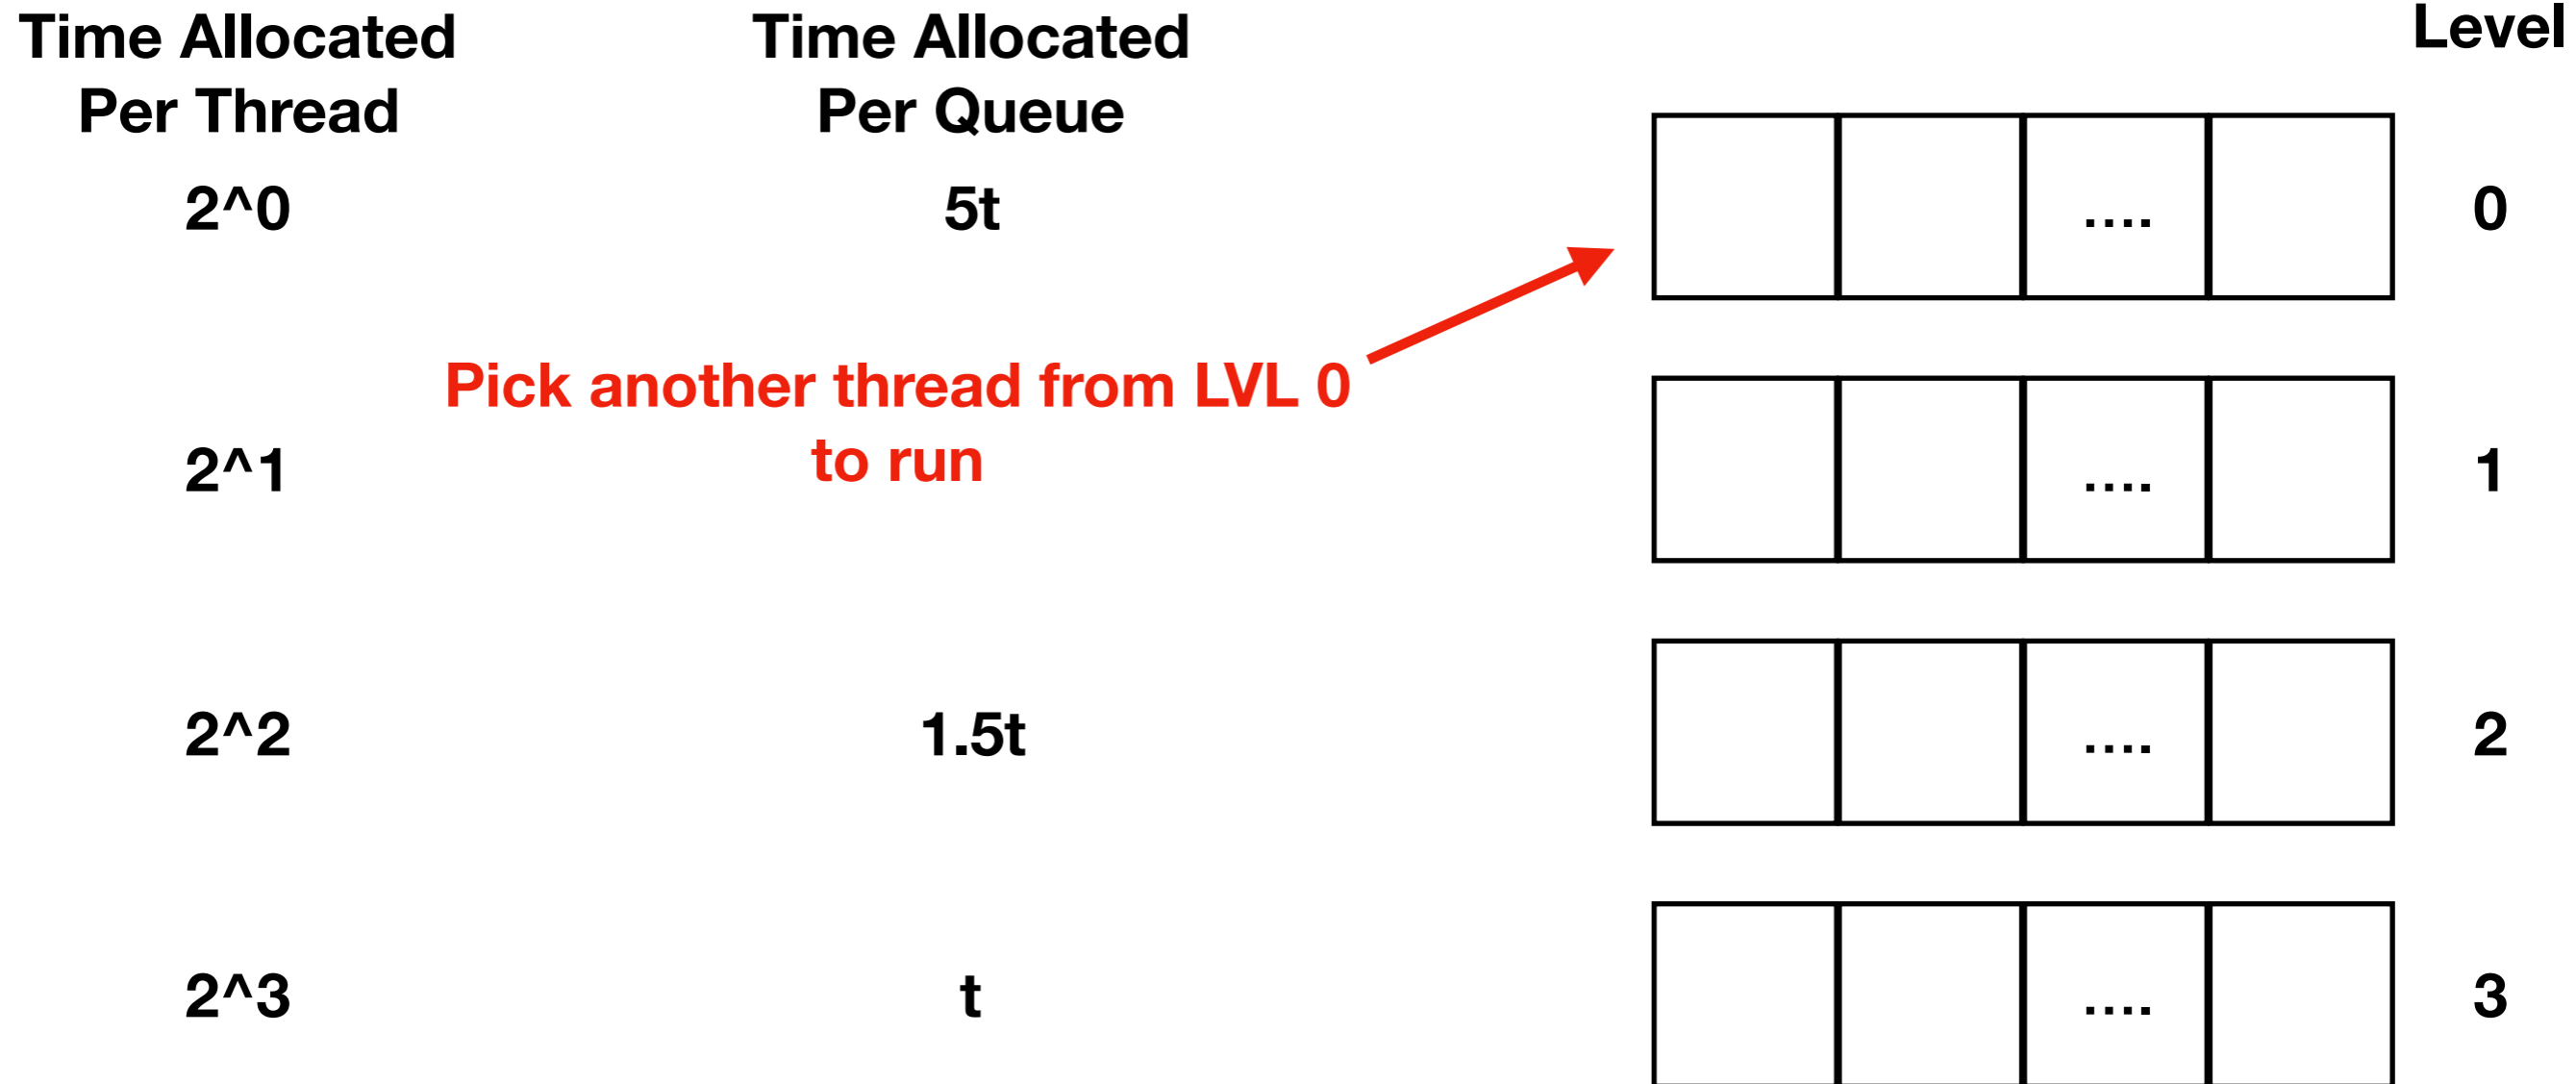 Time Allocated
Per Thread
Time Allocated
Per Queue
Level
2^0
5t
....
0
Pick another thread from LVL 0
to run
2^1
....
1
2^2
1.5t
....
2
2^3
t
....
3